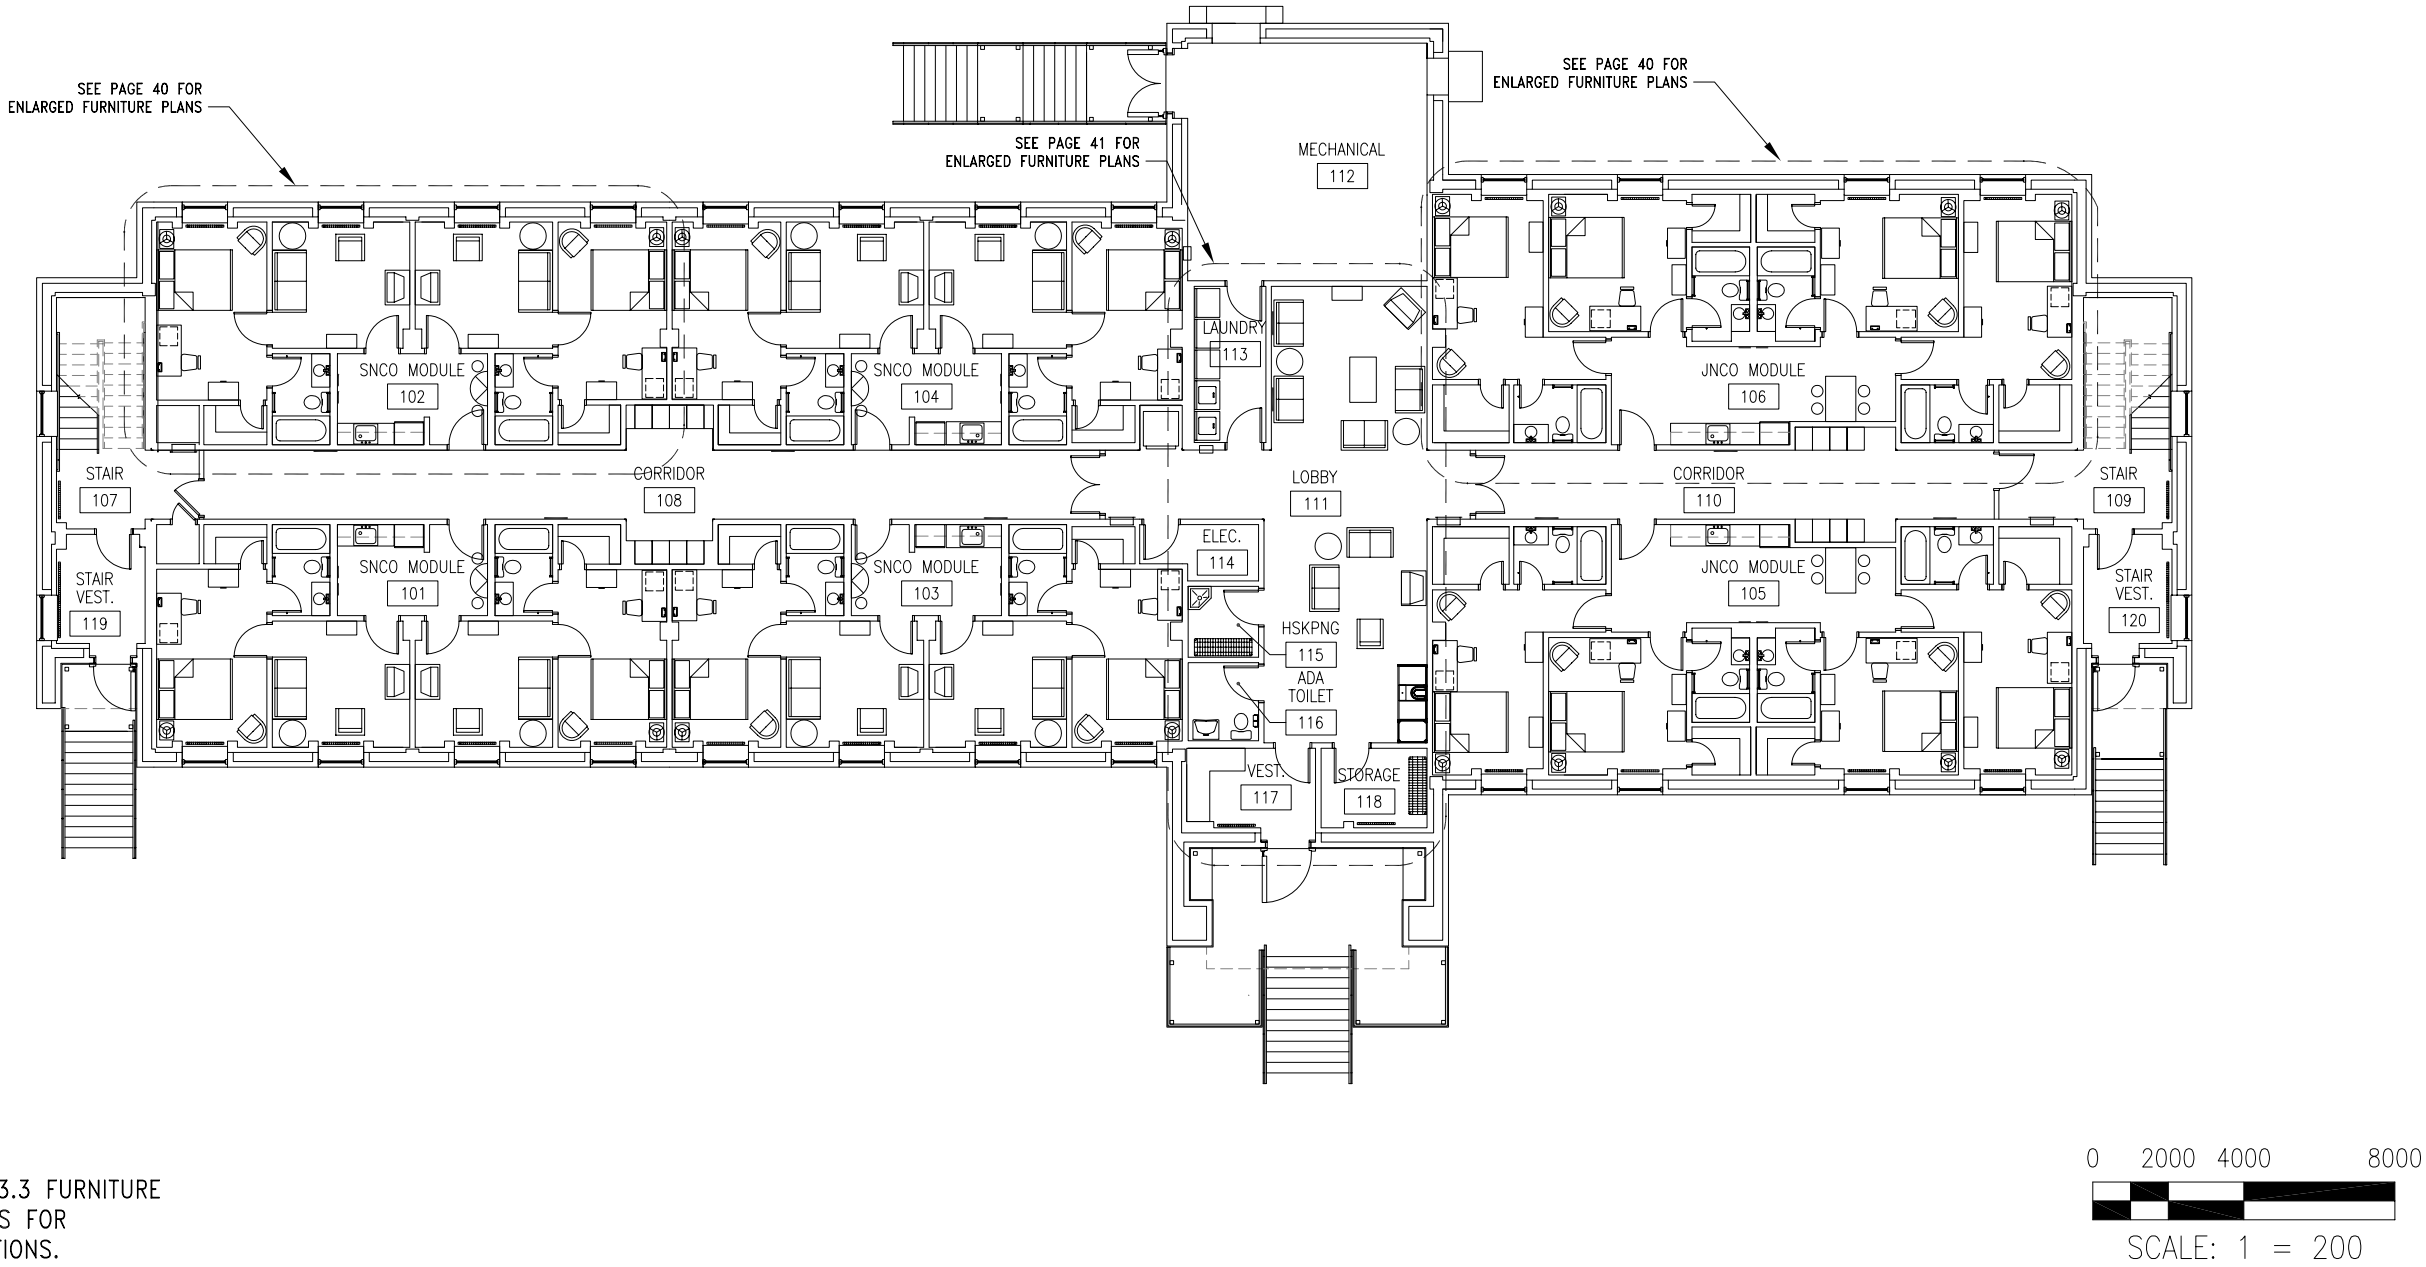 SEE PAGE 40 FOR
ENLARGED FURNITURE PLANS
SEE PAGE 41 FOR
ENLARGED FURNITURE PLANS
SEE PAGE 40 FOR
ENLARGED FURNITURE PLANS
MECHANICAL
112
LAUNDRY
113
SNCO MODULE
102
SNCO MODULE
104
JNCO MODULE
106
STAIR
107
CORRIDOR
108
LOBBY
111
CORRIDOR
110
STAIR
109
ELEC.
114
SNCO MODULE
101
SNCO MODULE
103
JNCO MODULE
105
STAIR
VEST.
119
STAIR
VEST.
120
HSKPNG
115
ADA
TOILET
116
VEST.
117
STORAGE
118
3.3 FURNITURE
S FOR
TIONS.
0 2000 4000 8000
SCALE: 1 = 200